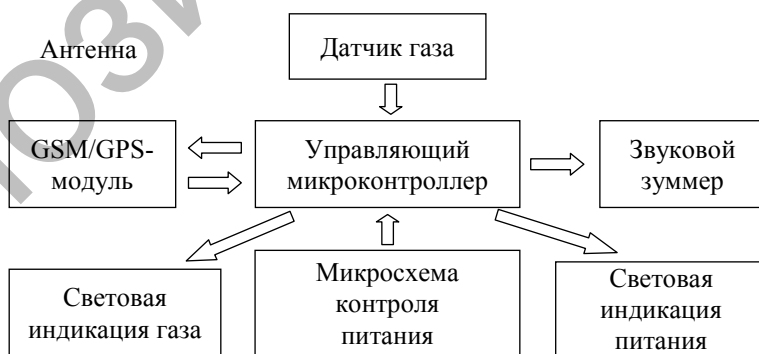 Антенна
Датчик газа
GSM/GPS-
модуль
Управляющий
микроконтроллер
Звуковой
зуммер
Световая
индикация газа
Микросхема
контроля
питания
Световая
индикация
питания